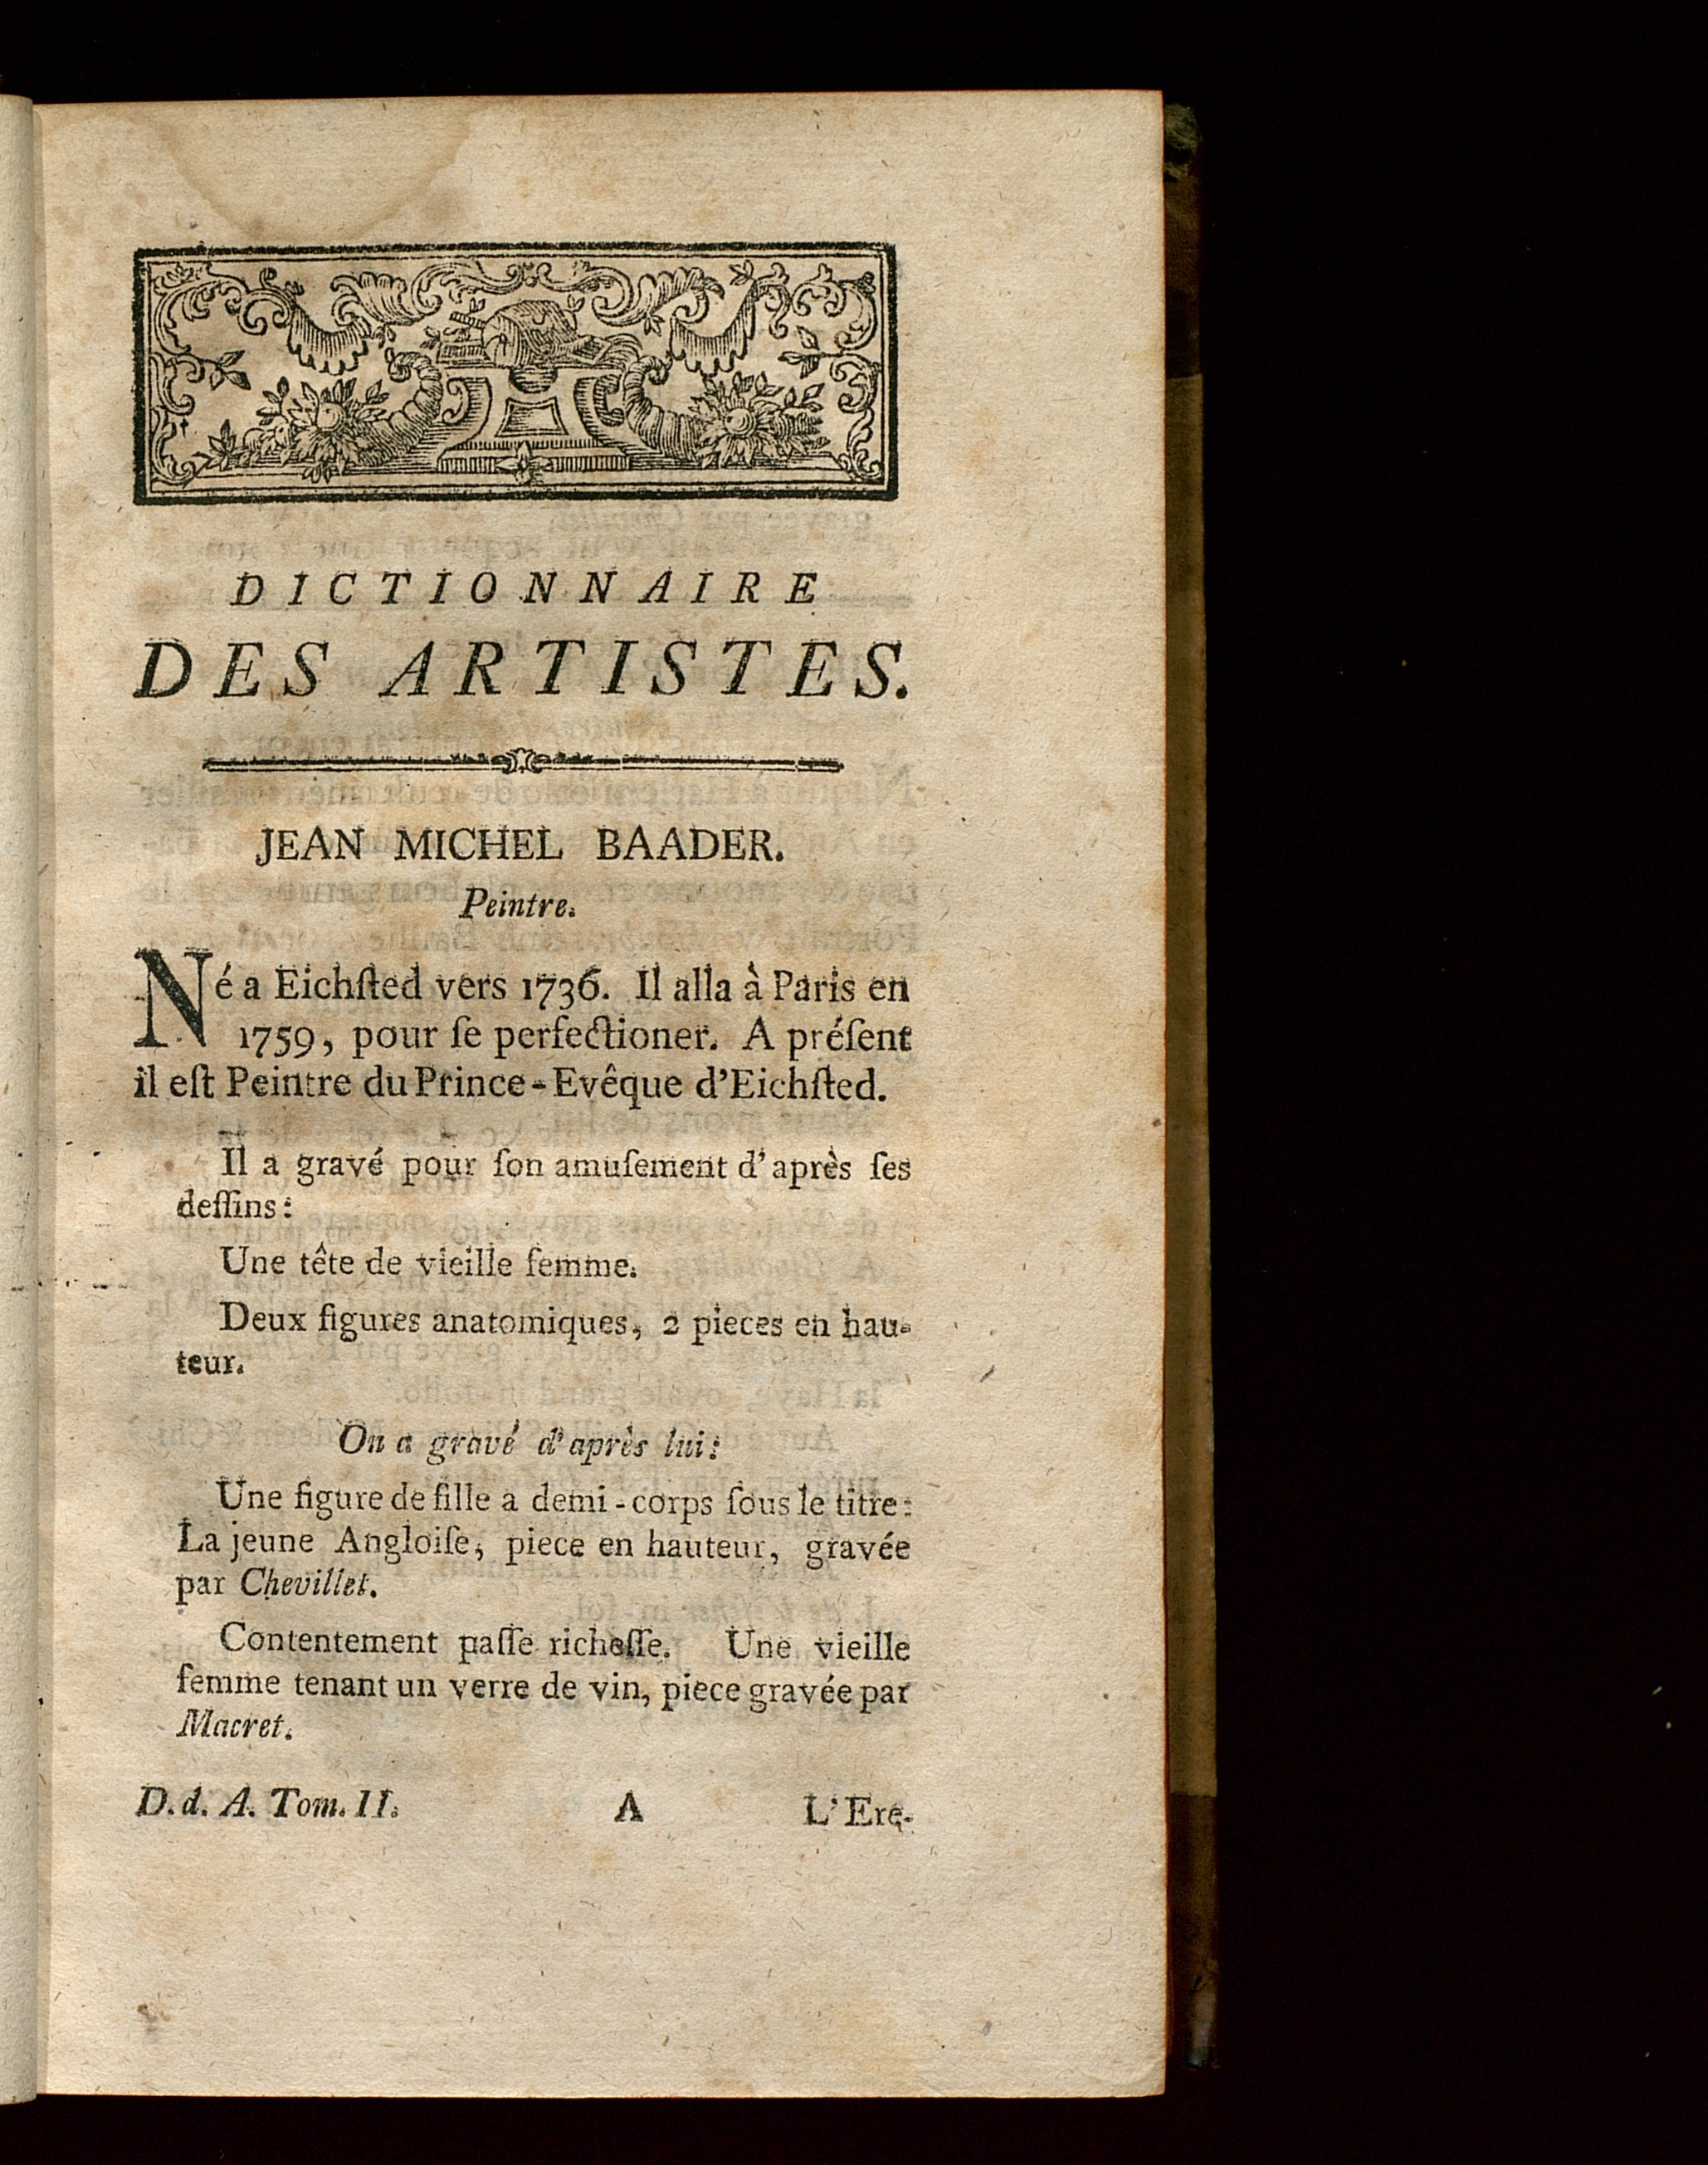 DICTIONNAIRE
DES ARTISTES.
JEAN MICHEL BAADER.
Peintre.
Né a Eichſted vers 1736. Il alla à Paris en
1759, pour ſe perfectioner. A préſent
il eſt Peintre du Prince-Evêque d'Eichſted.
Il a gravé pour ſon amuſement d'après ſes
deſſins:
Une tête de vieille femme.
Deux figures anatomiques, 2 pieces en hau-
teur.
On a gravé d'après lui:
Une figure de fille a demi-corps ſous le titre:
La jeune Angloiſe, piece en hauteur, gravée
par Chevillet.
Contentement paſſe richeſſe. Une vieille
femme tenant un verre de vin, piece gravée par
Macret.
D. d. A. Tom. II. A L'Ere-